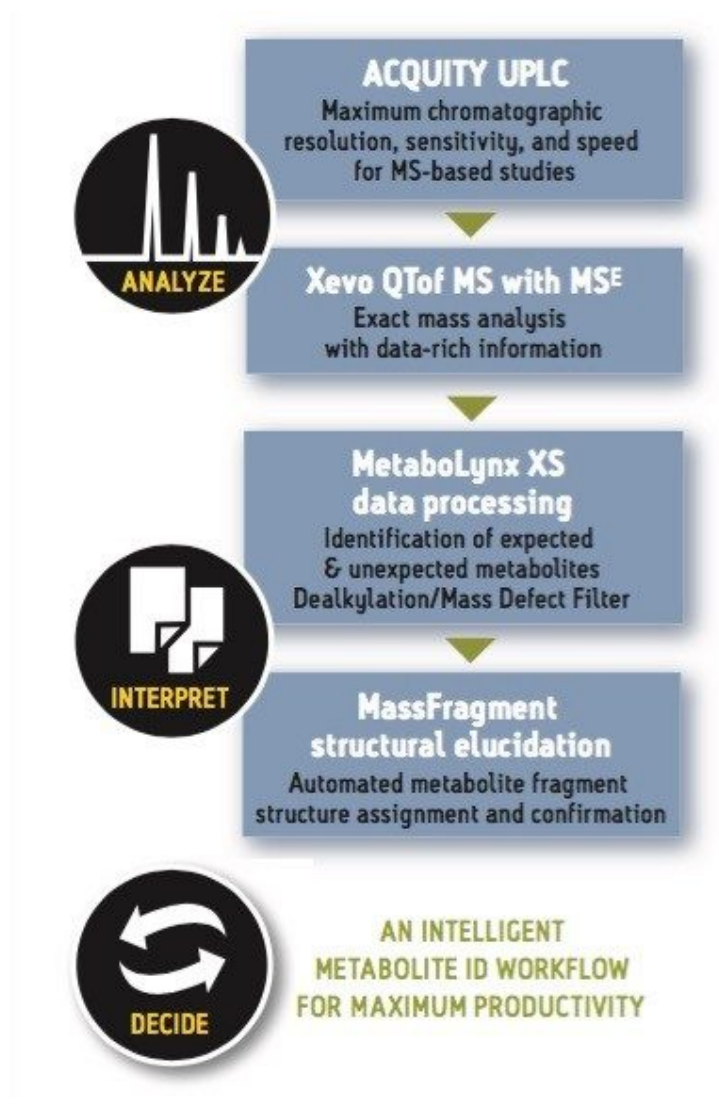 ACQUITY UPLC
Maximum chromatographic
resolution, sensitivity, and speed
for MS-based studies
ANALYZE
Xevo QTof MS with MSᴱ
Exact mass analysis
with data-rich information
MetaboLynx XS
data processing
Identification of expected
& unexpected metabolites
Dealkylation/Mass Defect Filter
INTERPRET
MassFragment
structural elucidation
Automated metabolite fragment
structure assignment and confirmation
AN INTELLIGENT
METABOLITE ID WORKFLOW
FOR MAXIMUM PRODUCTIVITY
DECIDE